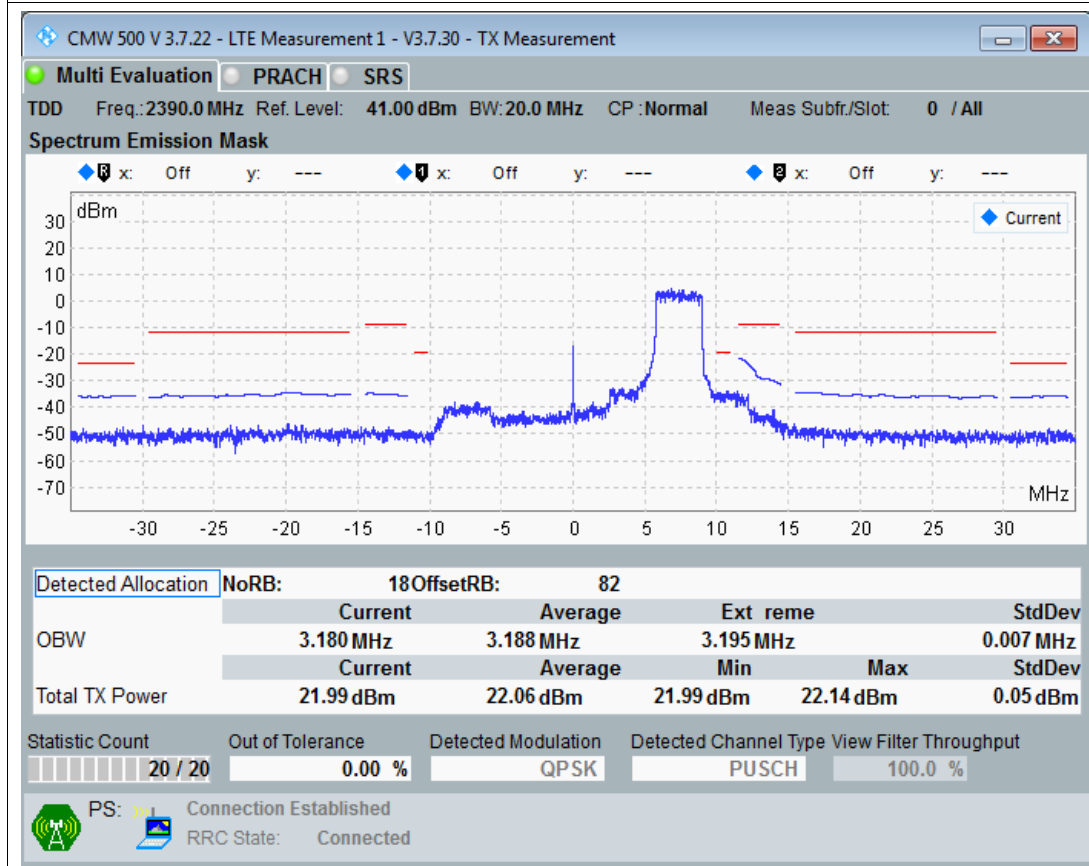 CMW 500 V 3.7.22 - LTE Measurement 1 - V3.7.30 - TX Measurement
Multi Evaluation PRACH SRS
TDD Freq.: 2390.0 MHz Ref. Level: 41.00 dBm BW: 20.0 MHz CP : Normal Meas Subfr./Slot: 0 / All
Spectrum Emission Mask
R x: Off y: --- 1 x: Off y: --- 2 x: Off y: ---
dBm
Current
30
20
10
0
-10
-20
-30
-40
-50
-60
-70
MHz
-30 -25 -20 -15 -10 -5 0 5 10 15 20 25 30
Detected Allocation NoRB: 18 OffsetRB: 82
Current Average Ext reme StdDev
OBW 3.180 MHz 3.188 MHz 3.195 MHz 0.007 MHz
Current Average Min Max StdDev
Total TX Power 21.99 dBm 22.06 dBm 21.99 dBm 22.14 dBm 0.05 dBm
Statistic Count Out of Tolerance Detected Modulation Detected Channel Type View Filter Throughput
20 / 20 0.00 % QPSK PUSCH 100.0 %
PS: Connection Established
RRC State: Connected